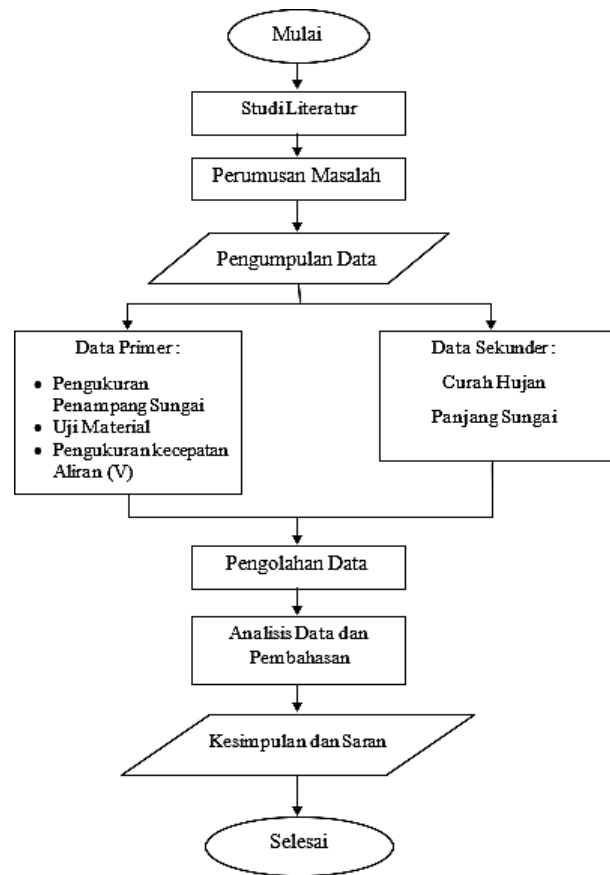 Mulai
Studi Literatur
Perumusan Masalah
Pengumpulan Data
Data Primer :
• Pengukuran
Penampang Sungai
• Uji Material
• Pengukuran kecepatan
Aliran (V)
Data Sekunder :
Curah Hujan
Panjang Sungai
Pengolahan Data
Analisis Data dan
Pembahasan
Kesimpulan dan Saran
Selesai